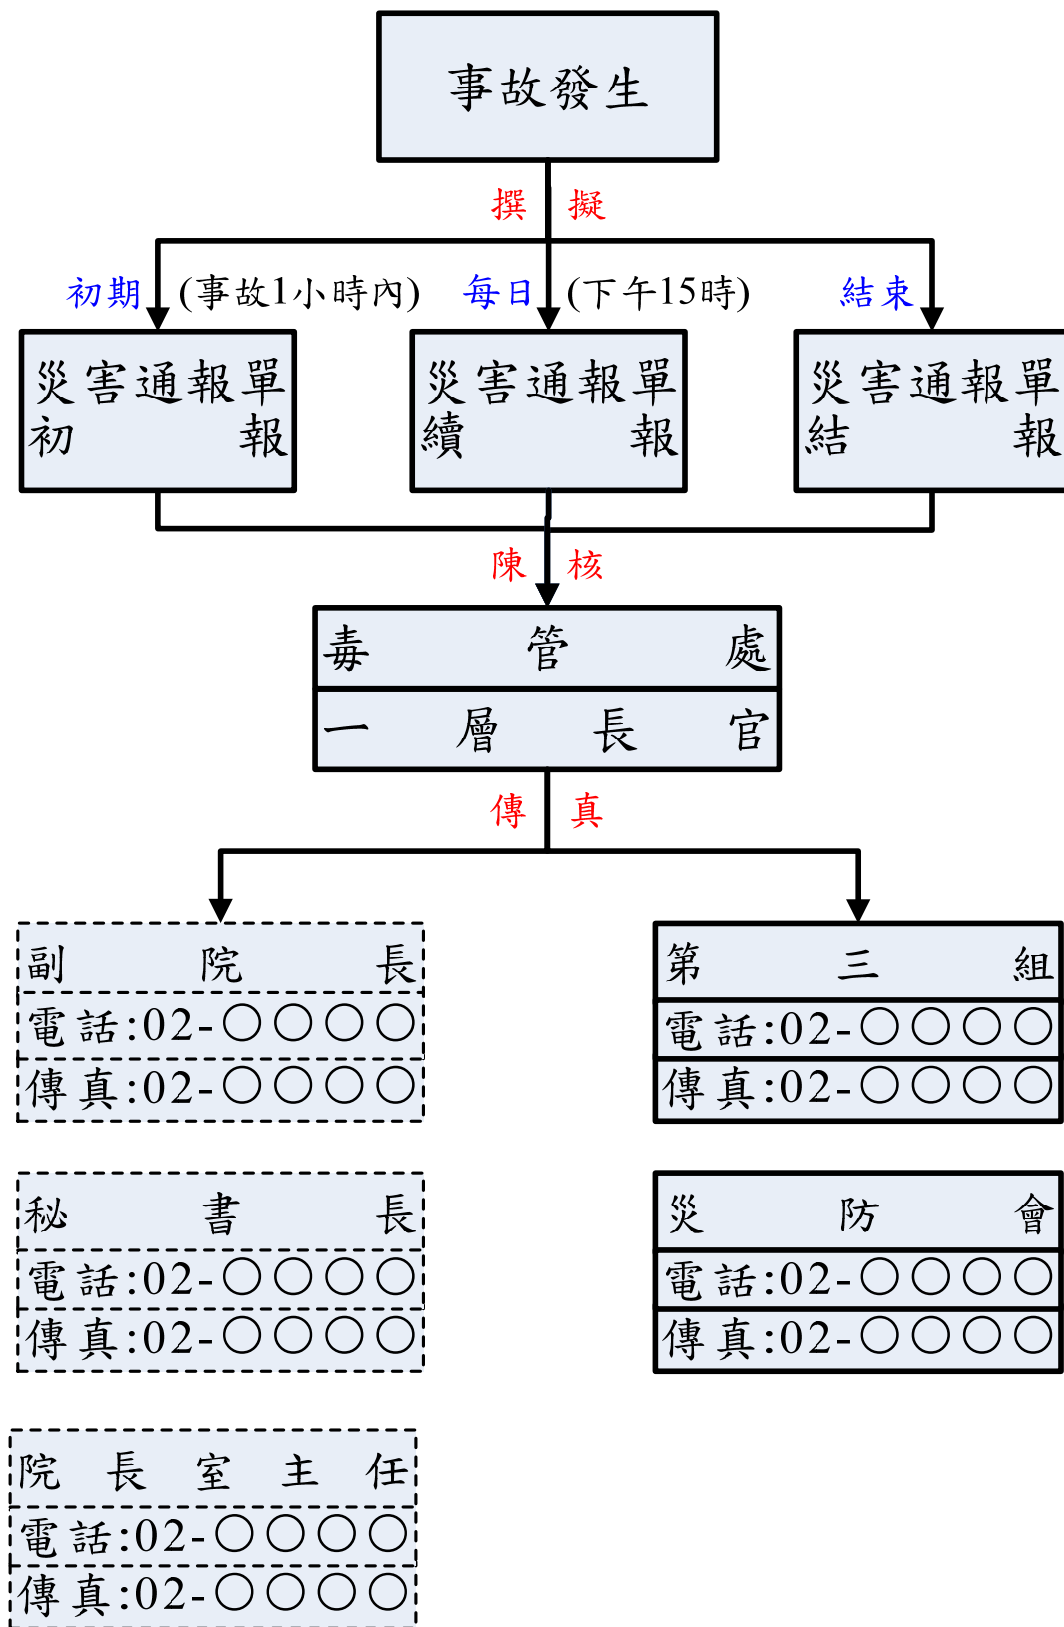 事故發生
撰擬
初期 (事故1小時內) 每日 (下午15時) 結束
災害通報單
初報
災害通報單
續報
災害通報單
結報
陳核
毒管處
一層長官
傳真
副院長
電話:02-○○○○
傳真:02-○○○○
第三組
電話:02-○○○○
傳真:02-○○○○
秘書長
電話:02-○○○○
傳真:02-○○○○
災防會
電話:02-○○○○
傳真:02-○○○○
院長室主任
電話:02-○○○○
傳真:02-○○○○